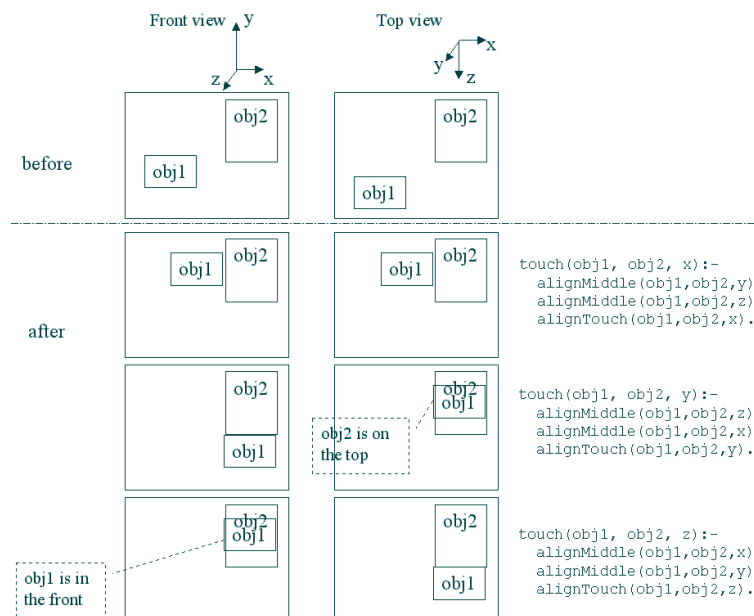 Front view
y
z
x
Top view
x
y
z
before
obj2
obj1
obj2
obj1
after
obj2
obj1
obj2
obj1
touch(obj1, obj2, x):-
alignMiddle(obj1,obj2,y)
alignMiddle(obj1,obj2,z)
alignTouch(obj1,obj2,x).
obj2
obj1
obj2
obj1
obj2 is on
the top
touch(obj1, obj2, y):-
alignMiddle(obj1,obj2,z)
alignMiddle(obj1,obj2,x)
alignTouch(obj1,obj2,y).
obj2
obj1
obj1 is in
the front
obj2
obj1
touch(obj1, obj2, z):-
alignMiddle(obj1,obj2,x)
alignMiddle(obj1,obj2,y)
alignTouch(obj1,obj2,z).